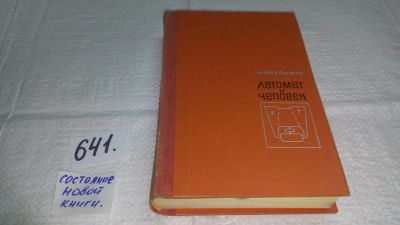 АВТОМАТ
и
ЧЕЛОВЕК
641.
СОСТОЯНИЕ
НОВОЙ
КНИГИ.